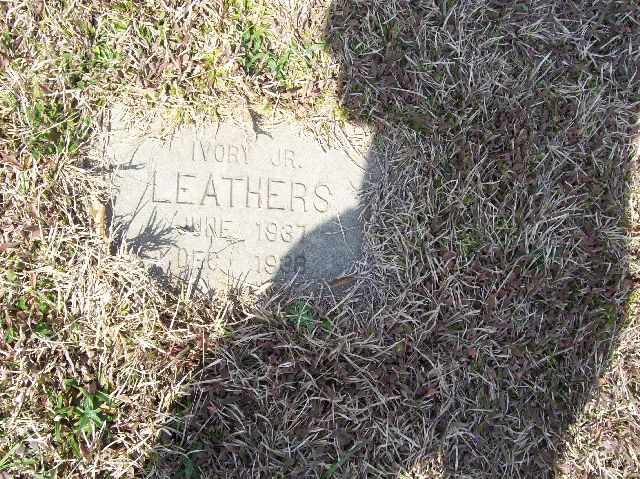 IVORY JR.
LEATHERS
JUNE 1937
DEC.